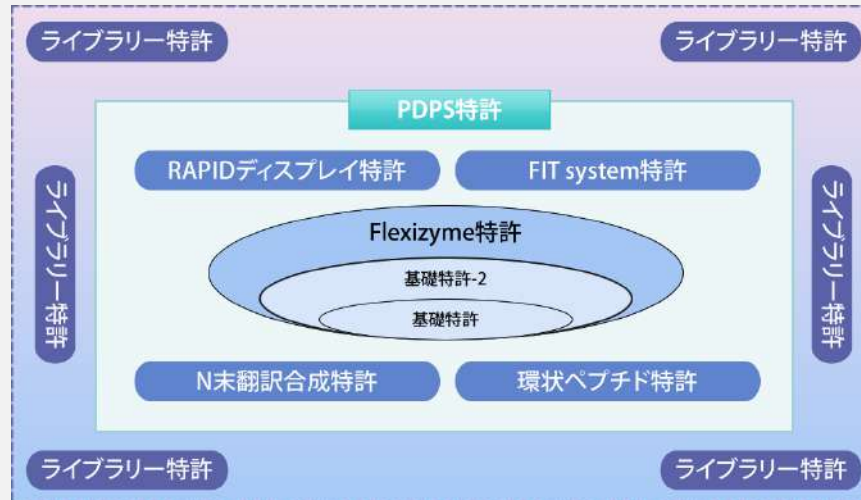 ライブラリー特許
ライブラリー特許
PDPS特許
RAPIDディスプレイ特許
FIT system特許
ライブラリー特許
ライブラリー特許
Flexizyme特許
基礎特許-2
基礎特許
N末翻訳合成特許
環状ペプチド特許
ライブラリー特許
ライブラリー特許